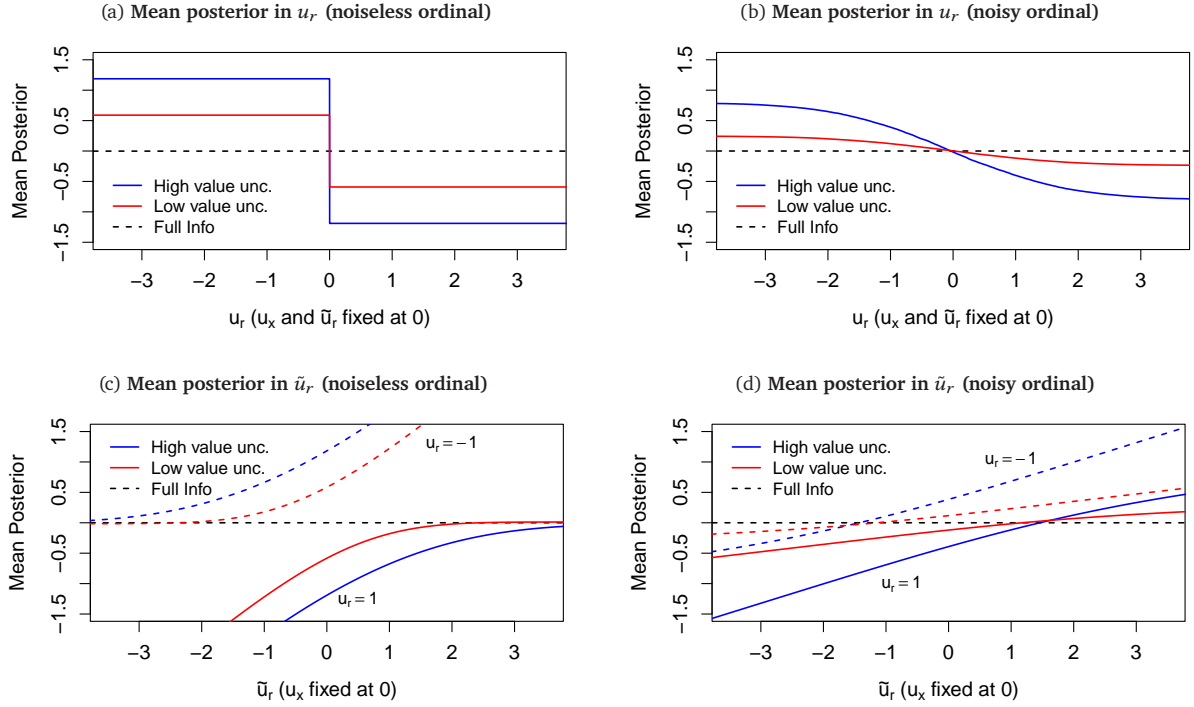 (a) Mean posterior in u_r (noiseless ordinal)
Mean Posterior
1.5
0.5
−0.5
−1.5
High value unc.
Low value unc.
Full Info
−3 −2 −1 0 1 2 3
u_r (u_x and ũ_r fixed at 0)
(b) Mean posterior in u_r (noisy ordinal)
Mean Posterior
1.5
0.5
−0.5
−1.5
High value unc.
Low value unc.
Full Info
−3 −2 −1 0 1 2 3
u_r (u_x and ũ_r fixed at 0)
(c) Mean posterior in ũ_r (noiseless ordinal)
Mean Posterior
1.5
0.5
−0.5
−1.5
High value unc.
Low value unc.
Full Info
u_r = −1
u_r = 1
−3 −2 −1 0 1 2 3
ũ_r (u_x fixed at 0)
(d) Mean posterior in ũ_r (noisy ordinal)
Mean Posterior
1.5
0.5
−0.5
−1.5
High value unc.
Low value unc.
Full Info
u_r = −1
u_r = 1
−3 −2 −1 0 1 2 3
ũ_r (u_x fixed at 0)